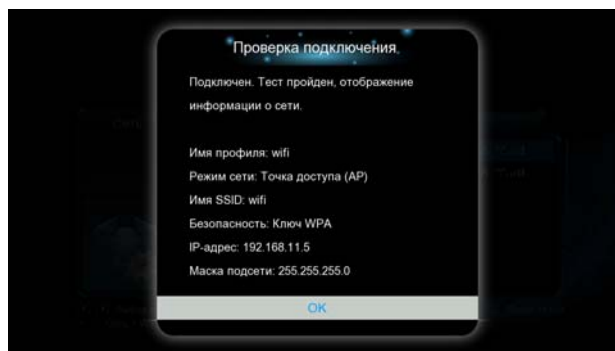 Проверка подключения.
Подключен. Тест пройден, отображение
информации о сети.
Имя профиля: wifi
Режим сети: Точка доступа (AP)
Имя SSID: wifi
Безопасность: Ключ WPA
IP-адрес: 192.168.11.5
Маска подсети: 255.255.255.0
OK